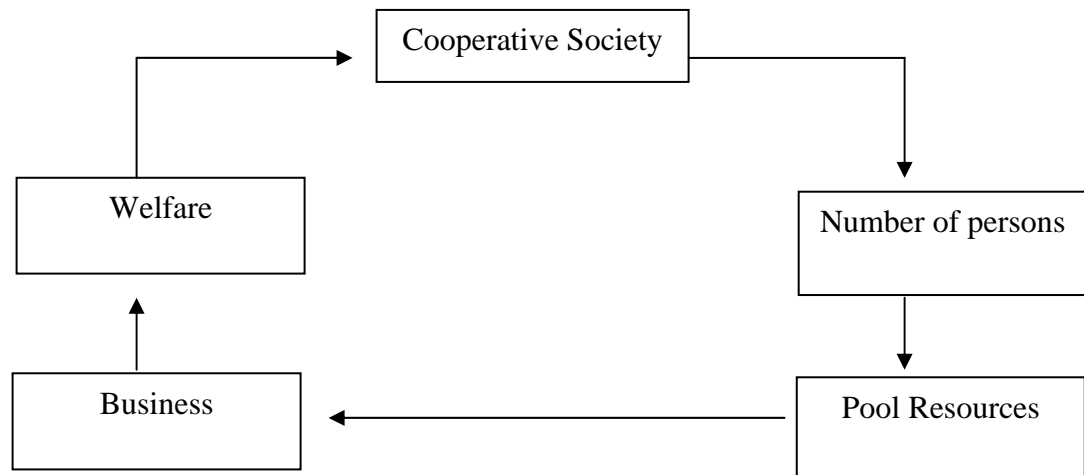 Cooperative Society
Welfare
Number of persons
Business
Pool Resources